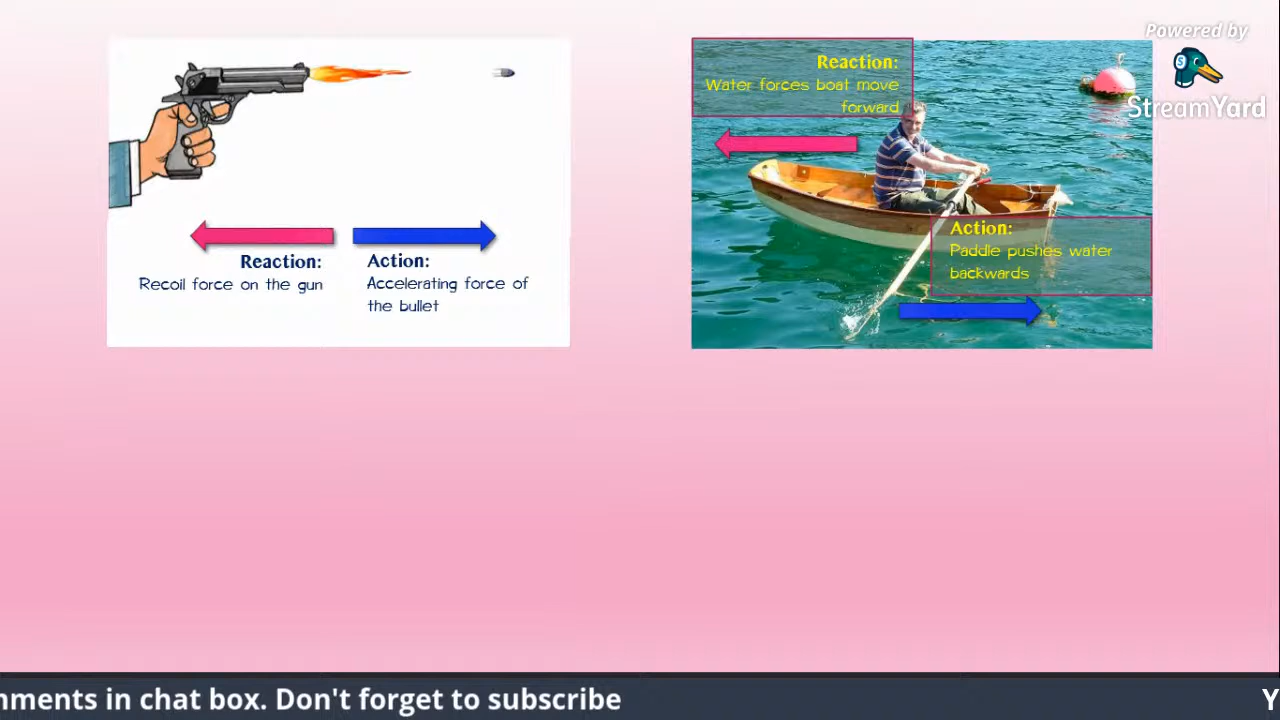 Powered by
StreamYard
Reaction:
Recoil force on the gun
Action:
Accelerating force of
the bullet
Reaction:
Water forces boat move
forward
Action:
Paddle pushes water
backwards
in chat box. Don't forget to subscribe